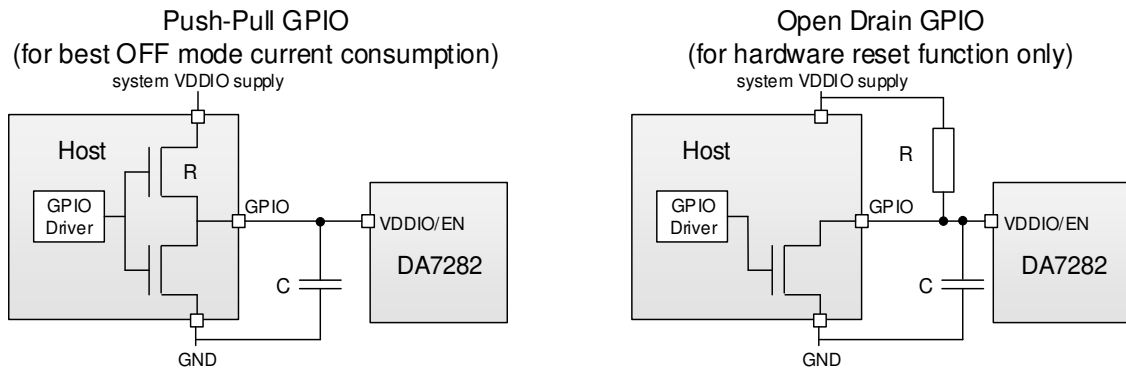 Push-Pull GPIO
(for best OFF mode current consumption)
system VDDIO supply
Host
R
GPIO
Driver
GPIO
VDDIO/EN
DA7282
C
GND
Open Drain GPIO
(for hardware reset function only)
system VDDIO supply
Host
R
GPIO
Driver
GPIO
VDDIO/EN
DA7282
C
GND